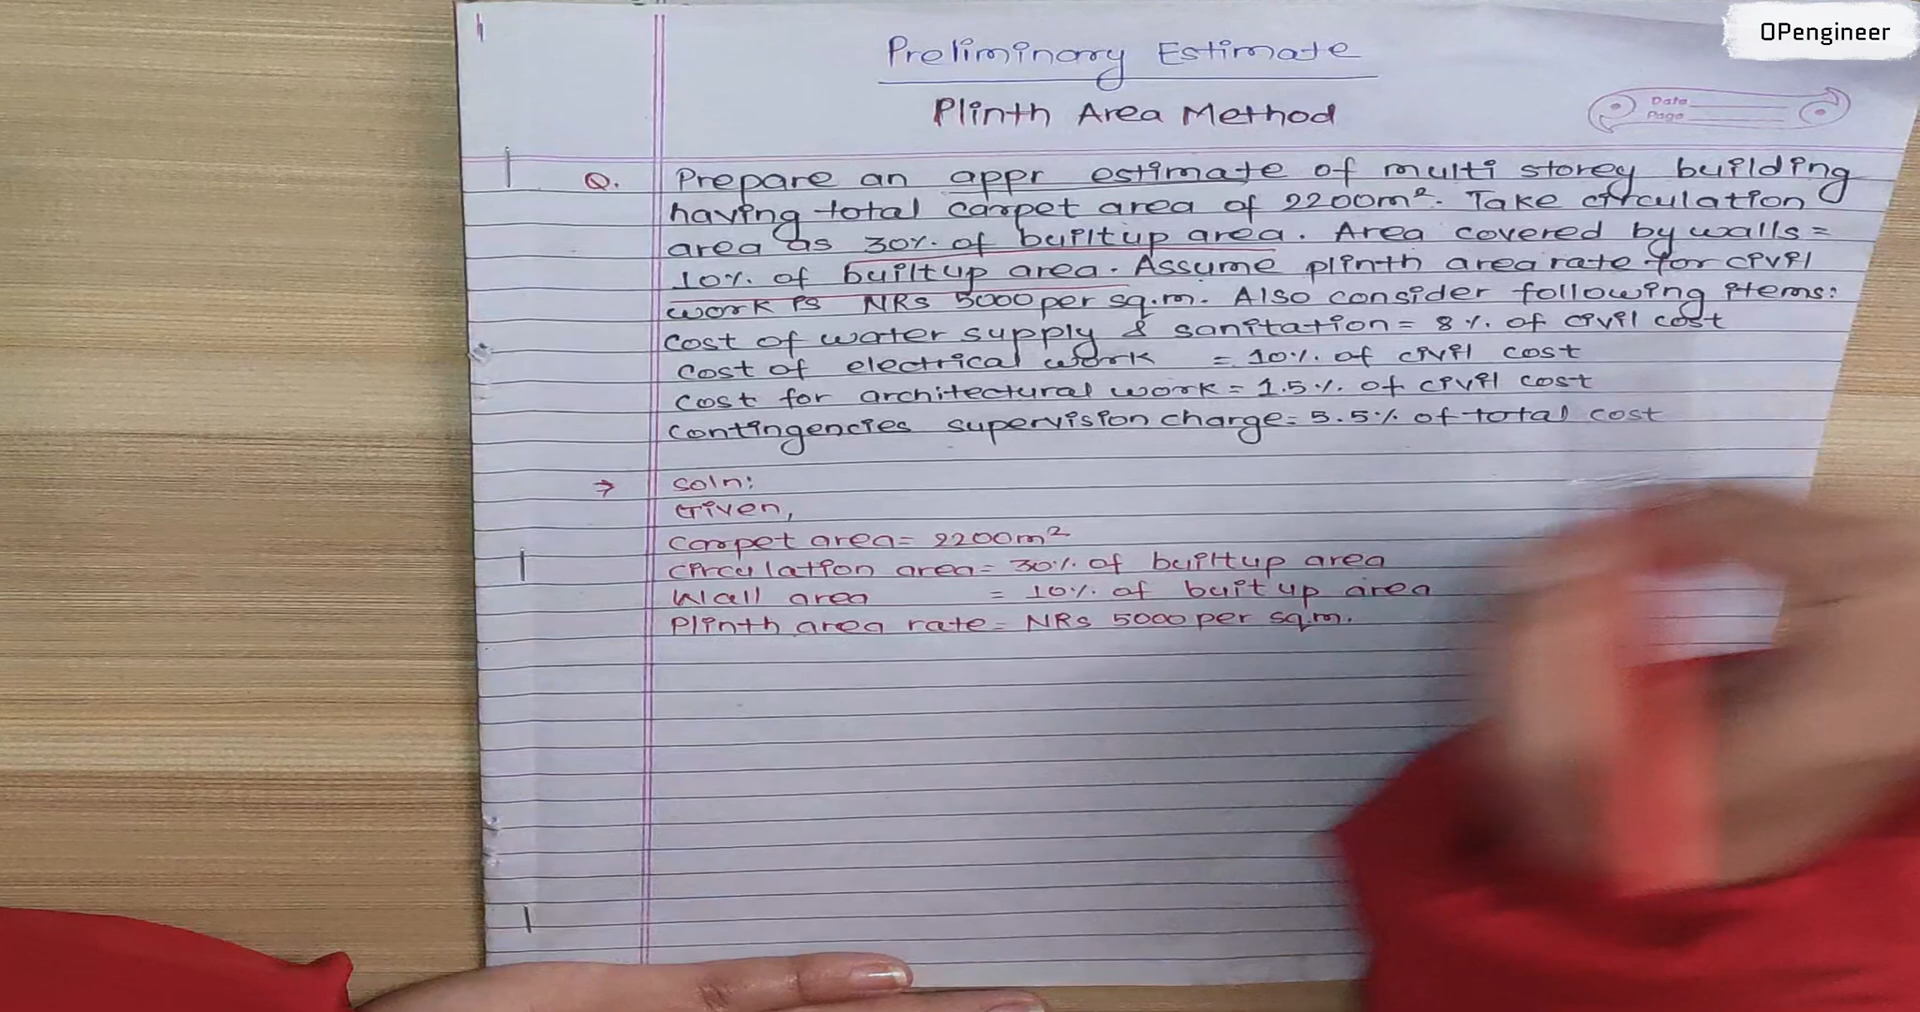 OPengineer
Preliminary Estimate
Plinth Area Method
Data
Page
Q. Prepare an appr estimate of multi storey building
having total carpet area of 2200m². Take circulation
area as 30% of builtup area. Area covered by walls =
10% of builtup area. Assume plinth area rate for civil
work is NRs 5000 per sq.m. Also consider following items:
cost of water supply & sanitation = 8% of civil cost
cost of electrical work = 10% of civil cost
cost for architectural work = 1.5% of civil cost
contingencies supervision charge = 5.5% of total cost
→ Soln:
Given,
carpet area = 2200m²
circulation area = 30% of builtup area
Wall area = 10% of buitup area
Plinth area rate = NRs 5000 per sq.m.